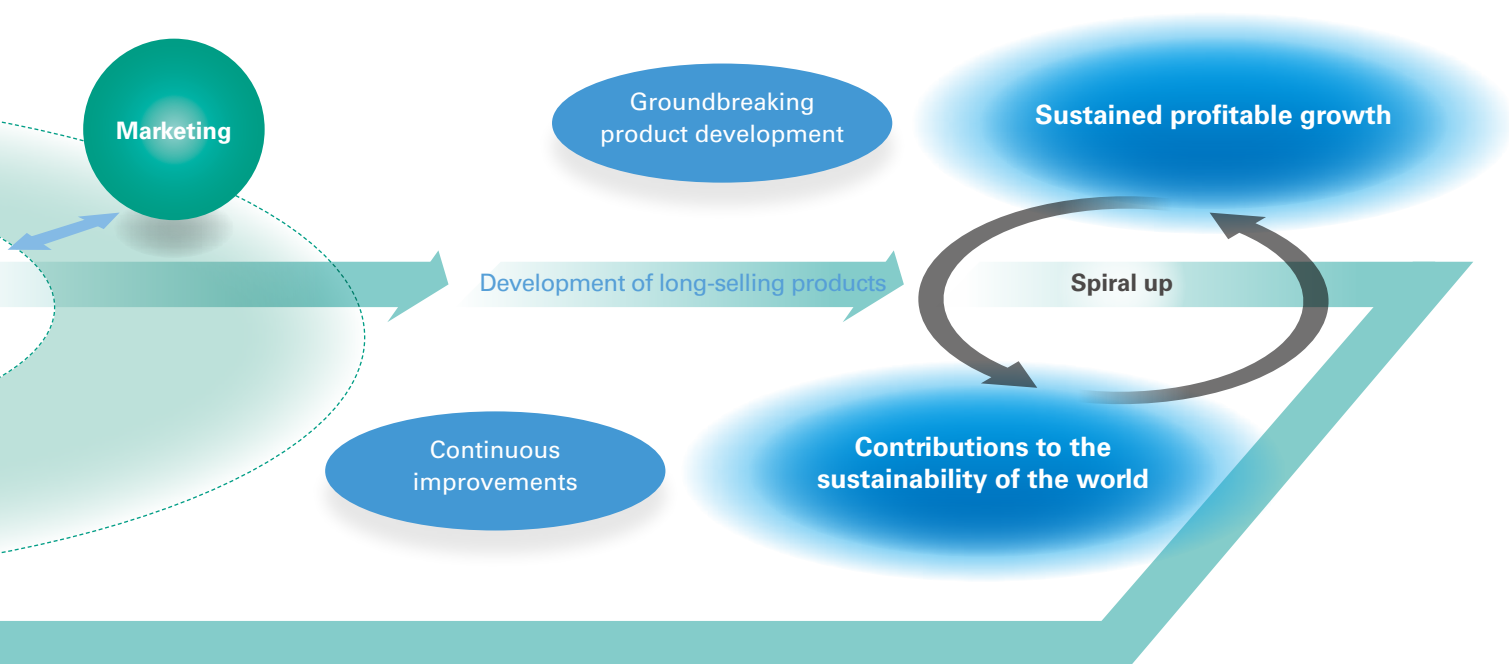 Marketing
Groundbreaking
product development
Sustained profitable growth
Development of long-selling products
Spiral up
Continuous
improvements
Contributions to the
sustainability of the world